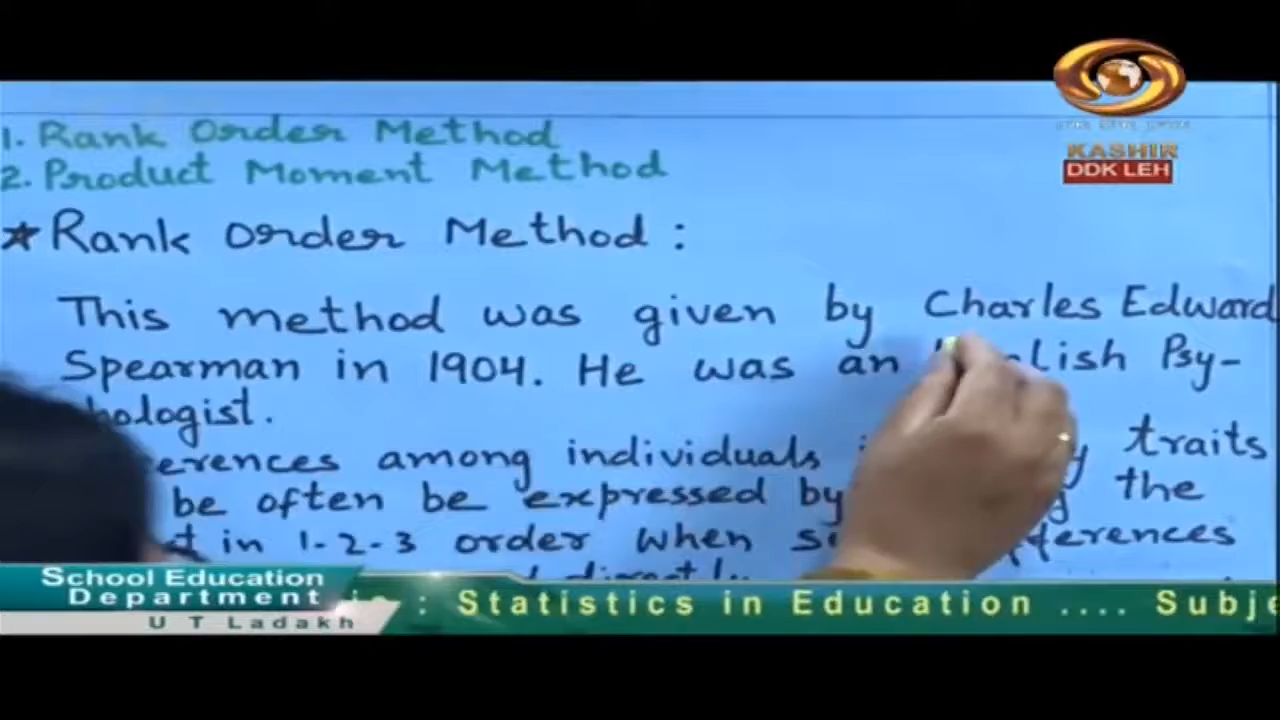 1. Rank Order Method
2. Product Moment Method
KASHIR
DDK LEH
★ Rank Order Method :
This method was given by Charles Edward
Spearman in 1904. He was an Psy-
hologist.
erences among individuals traits
be often be expressed by the
in 1-2-3 order when ferences
School Education
Department
U T Ladakh
: Statistics in Education .... Subje